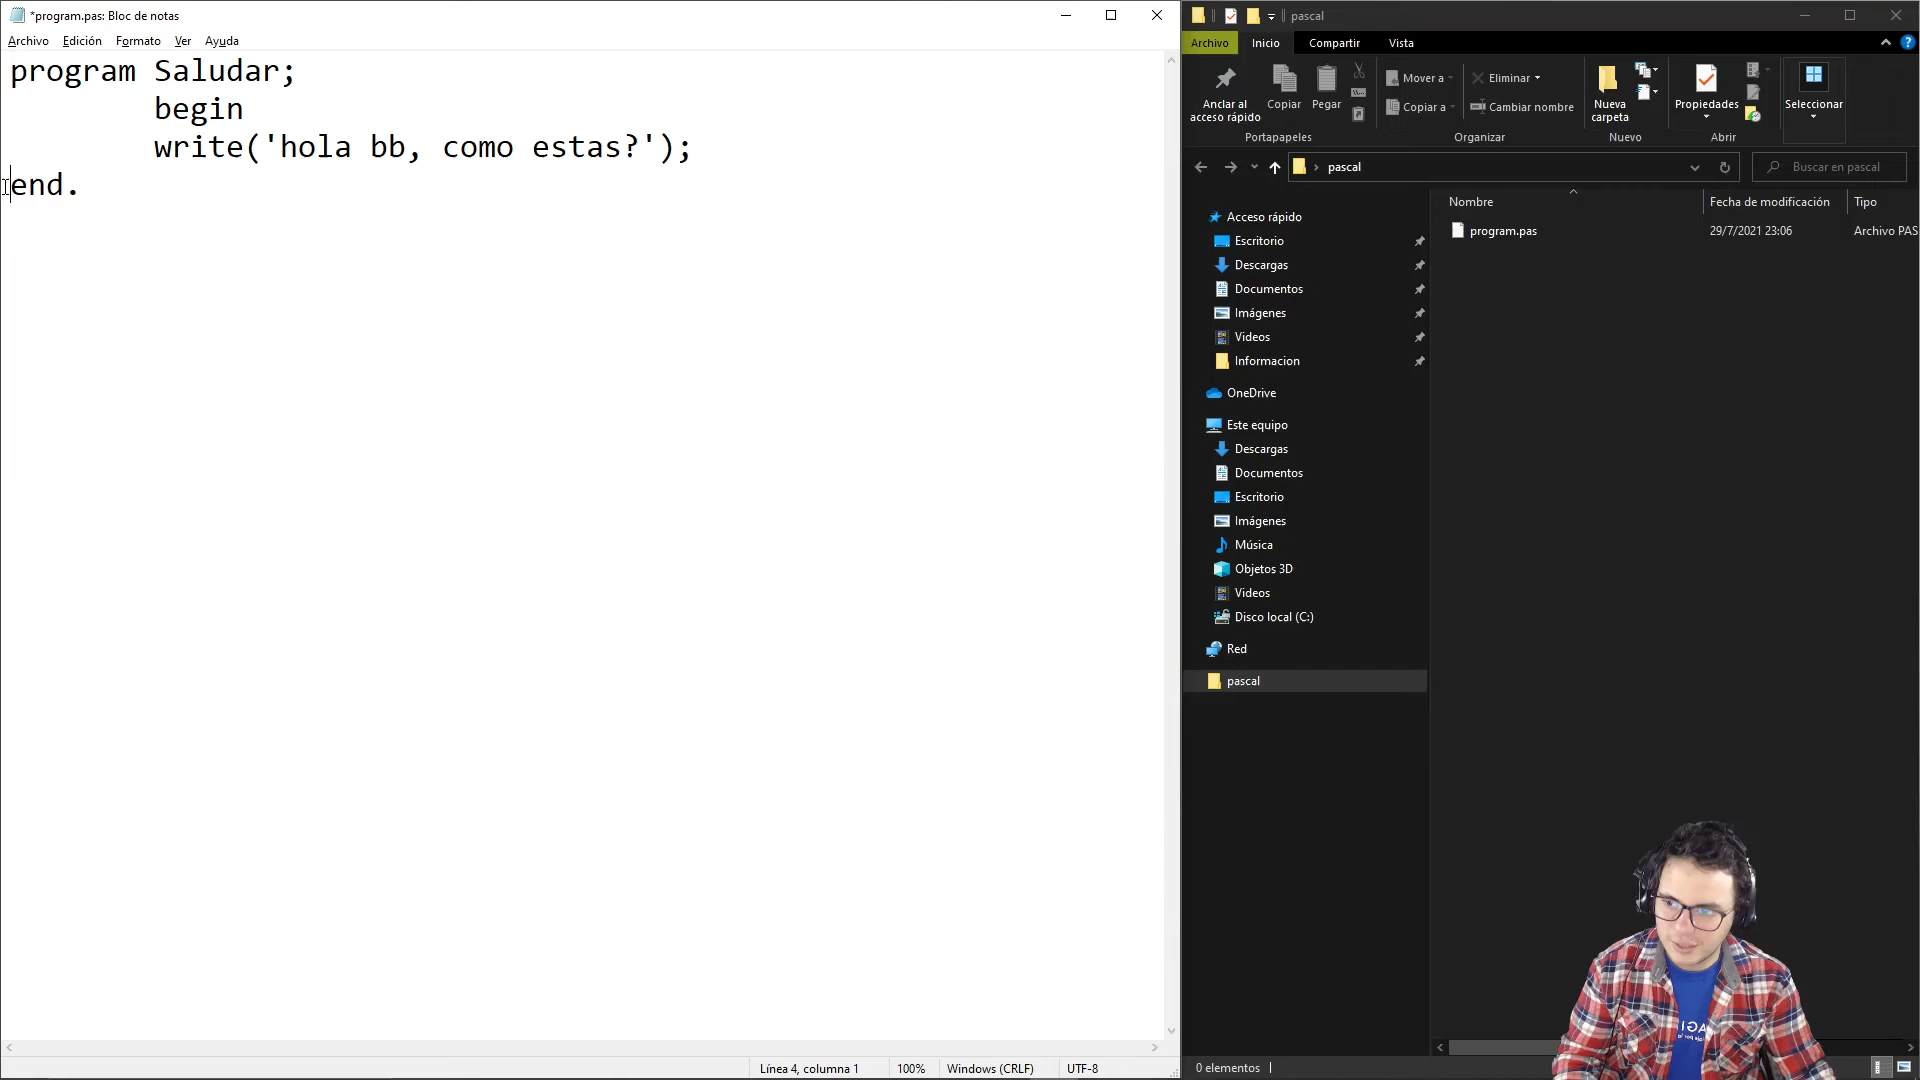 *program.pas: Bloc de notas
Archivo Edición Formato Ver Ayuda
program Saludar;
begin
write('hola bb, como estas?');
end.
Línea 4, columna 1
100%
Windows (CRLF)
UTF-8
pascal
Archivo Inicio Compartir Vista
Anclar al
acceso rápido
Copiar
Pegar
Portapapeles
Mover a
Copiar a
Eliminar
Cambiar nombre
Organizar
Nueva
carpeta
Nuevo
Propiedades
Abrir
Seleccionar
pascal
Buscar en pascal
Acceso rápido
Escritorio
Descargas
Documentos
Imágenes
Videos
Informacion
OneDrive
Este equipo
Descargas
Documentos
Escritorio
Imágenes
Música
Objetos 3D
Videos
Disco local (C:)
Red
pascal
Nombre Fecha de modificación Tipo
program.pas 29/7/2021 23:06 Archivo PAS
0 elementos